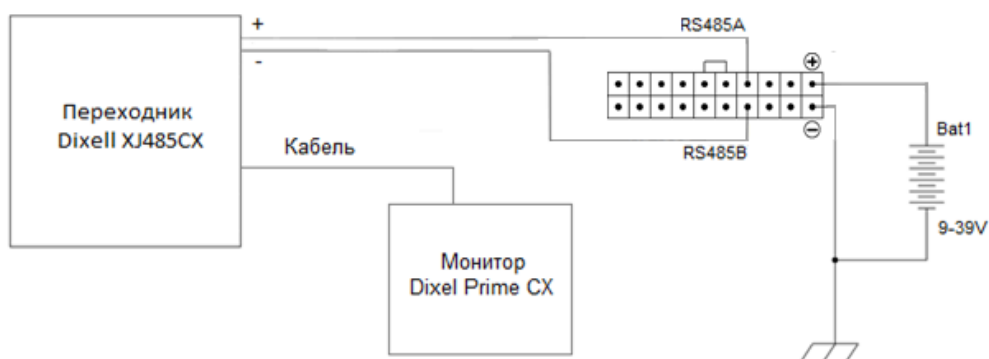 +
RS485A
-
Переходник
Dixell XJ485CX
Кабель
RS485B
Bat1
9-39V
Монитор
Dixel Prime CX
+
-